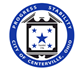 PROGRESS STABILITY
CITY OF CENTERVILLE, OHIO